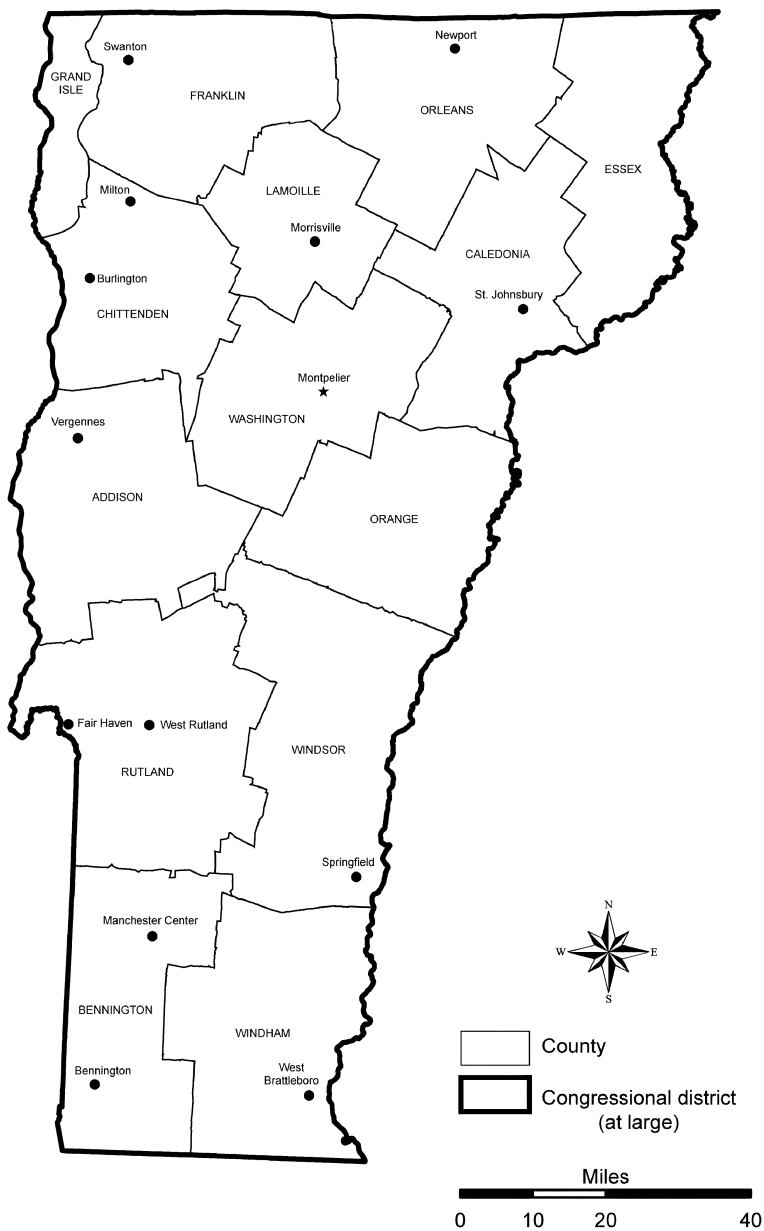 Swanton
Newport
GRAND
ISLE
FRANKLIN
ORLEANS
ESSEX
Milton
LAMOILLE
Morrisville
CALEDONIA
Burlington
St. Johnsbury
CHITTENDEN
Montpelier
Vergennes
WASHINGTON
ADDISON
ORANGE
Fair Haven
West Rutland
WINDSOR
RUTLAND
Springfield
Manchester Center
N
W
E
S
BENNINGTON
WINDHAM
County
Bennington
West
Brattleboro
Congressional district
(at large)
Miles
0 10 20 40